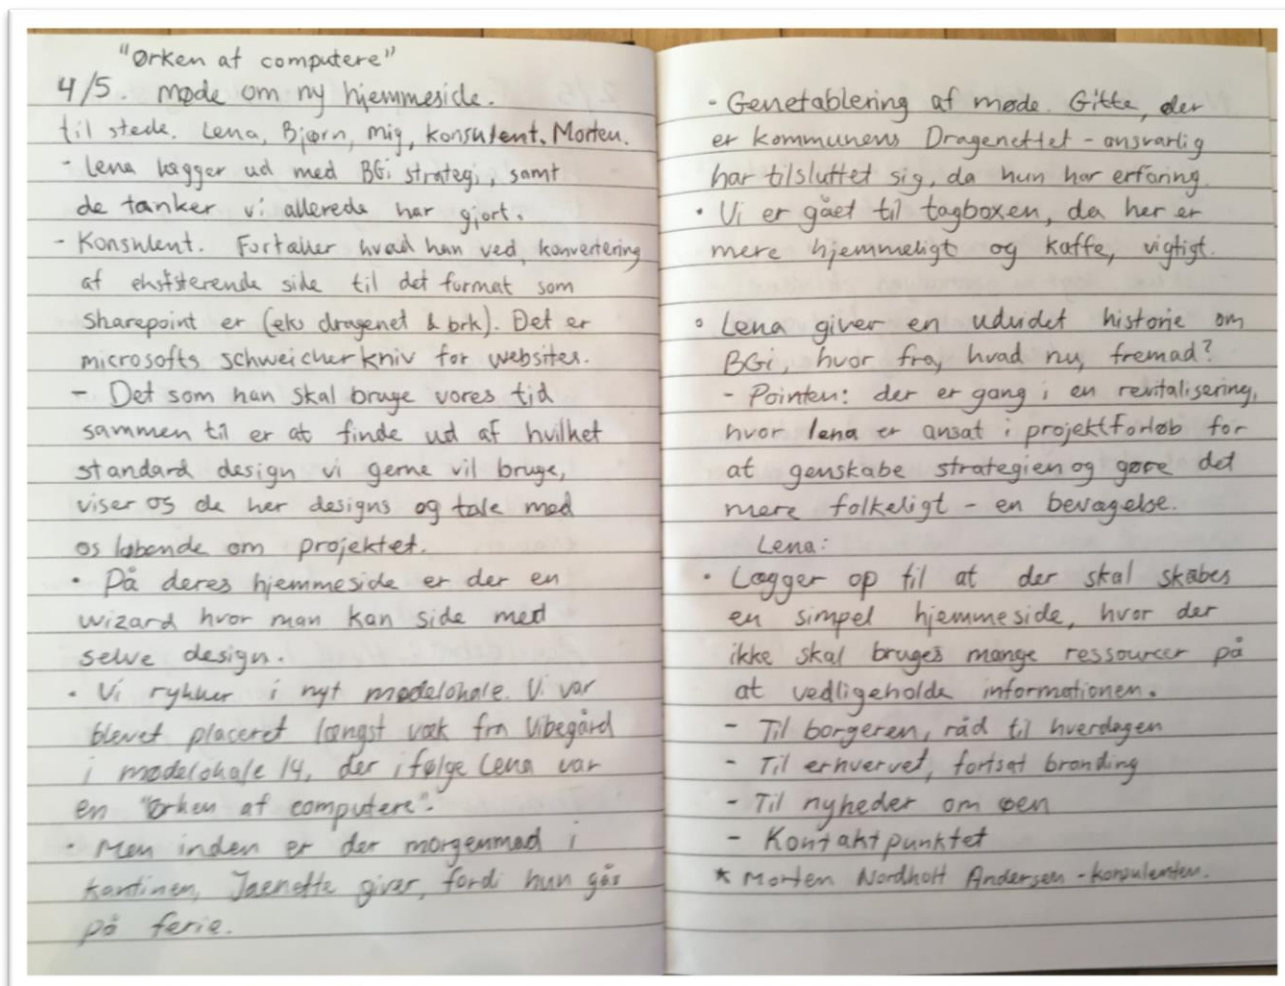 "Ørken af computere"
4/5. møde om ny hjemmeside.
til stede. Lena, Bjørn, mig, konsulent. Morten.
- Lena lægger ud med BGi strategi, samt
de tanker vi allerede har gjort.
- Konsulent. Fortæller hvad han ved, konvertering
af eksisterende side til det format som
Sharepoint er (eks dragenet & brk). Det er
microsofts schweicherkniv for websites.
- Det som han skal bruge vores tid
sammen til er at finde ud af hvilket
standard design vi gerne vil bruge,
viser os de her designs og tale med
os løbende om projektet.
• På deres hjemmeside er der en
wizard hvor man kan side med
selve design.
• Vi rykker i nyt mødelokale. Vi var
blevet placeret længst væk fra Vibegård
i mødelokale 14, der ifølge Lena var
en "ørken af computere".
• Men inden er der morgenmad i
kantinen, Jaenette giver, fordi hun går
på ferie.
- Genetablering af møde. Gitte, der
er kommunens Dragenettet - ansvarlig
har tilsluttet sig, da hun har erfaring.
• Vi er gået til tagboxen, da her er
mere hjemmeligt og kaffe, vigtigt.
° Lena giver en udvidet historie om
BGi, hvor fra, hvad nu, fremad?
- Pointen: der er gang i en revitalisering,
hvor lena er ansat i projektforløb for
at genskabe strategien og gøre det
mere folkeligt - en bevægelse.
Lena:
• Lægger op til at der skal skabes
en simpel hjemmeside, hvor der
ikke skal bruges mange ressourcer på
at vedligeholde informationen.
- Til borgeren, råd til hverdagen
- Til erhvervet, fortsat branding
- Til nyheder om øen
- Kontaktpunktet
* Morten Nordholt Andersen - konsulenten.